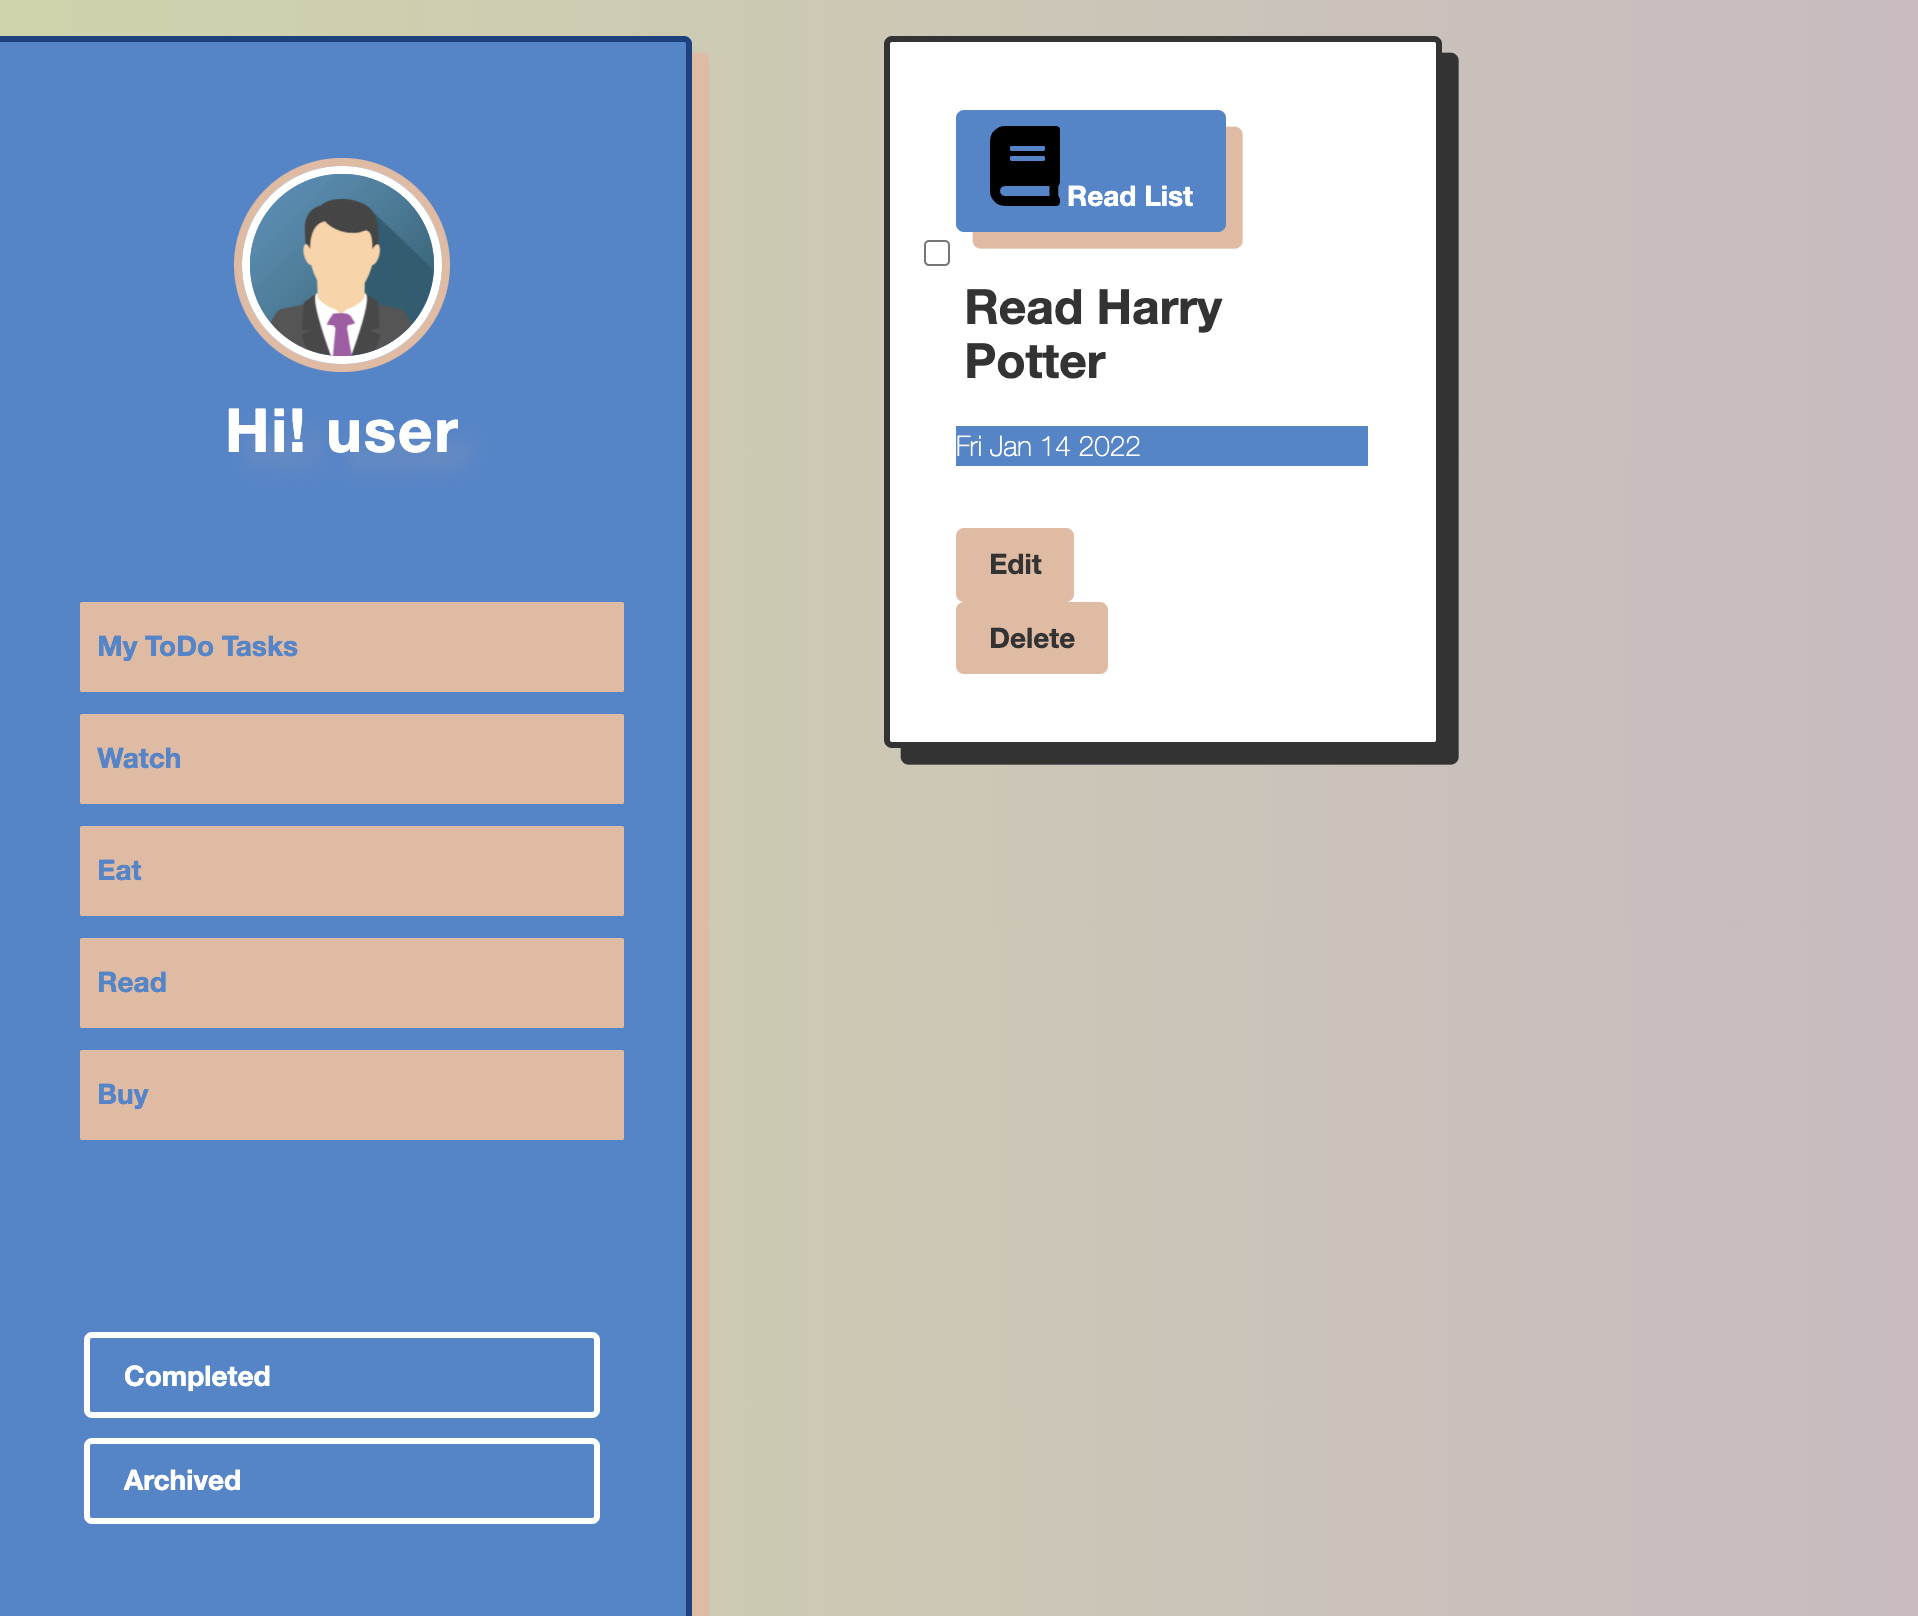 Hi! user
My ToDo Tasks
Watch
Eat
Read
Buy
Completed
Archived
Read List
Read Harry
Potter
Fri Jan 14 2022
Edit
Delete